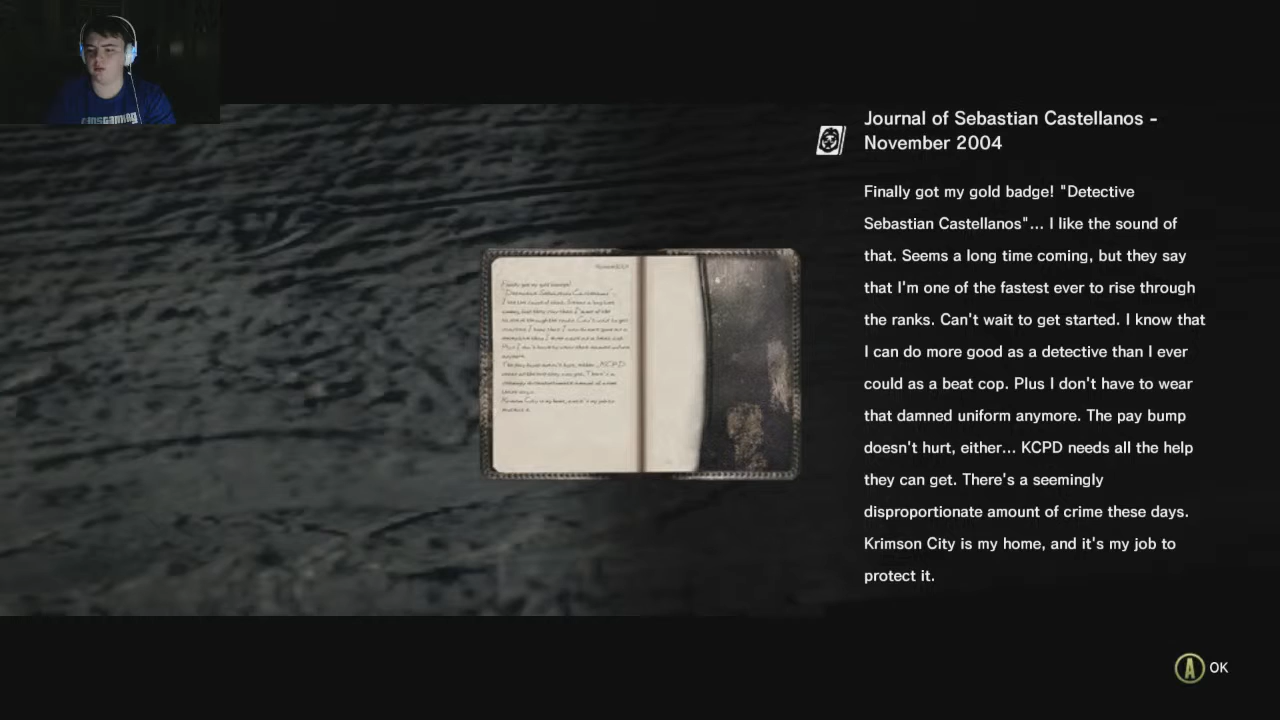 Journal of Sebastian Castellanos -
November 2004
Finally got my gold badge! "Detective
Sebastian Castellanos"... I like the sound of
that. Seems a long time coming, but they say
that I'm one of the fastest ever to rise through
the ranks. Can't wait to get started. I know that
I can do more good as a detective than I ever
could as a beat cop. Plus I don't have to wear
that damned uniform anymore. The pay bump
doesn't hurt, either... KCPD needs all the help
they can get. There's a seemingly
disproportionate amount of crime these days.
Krimson City is my home, and it's my job to
protect it.
A OK